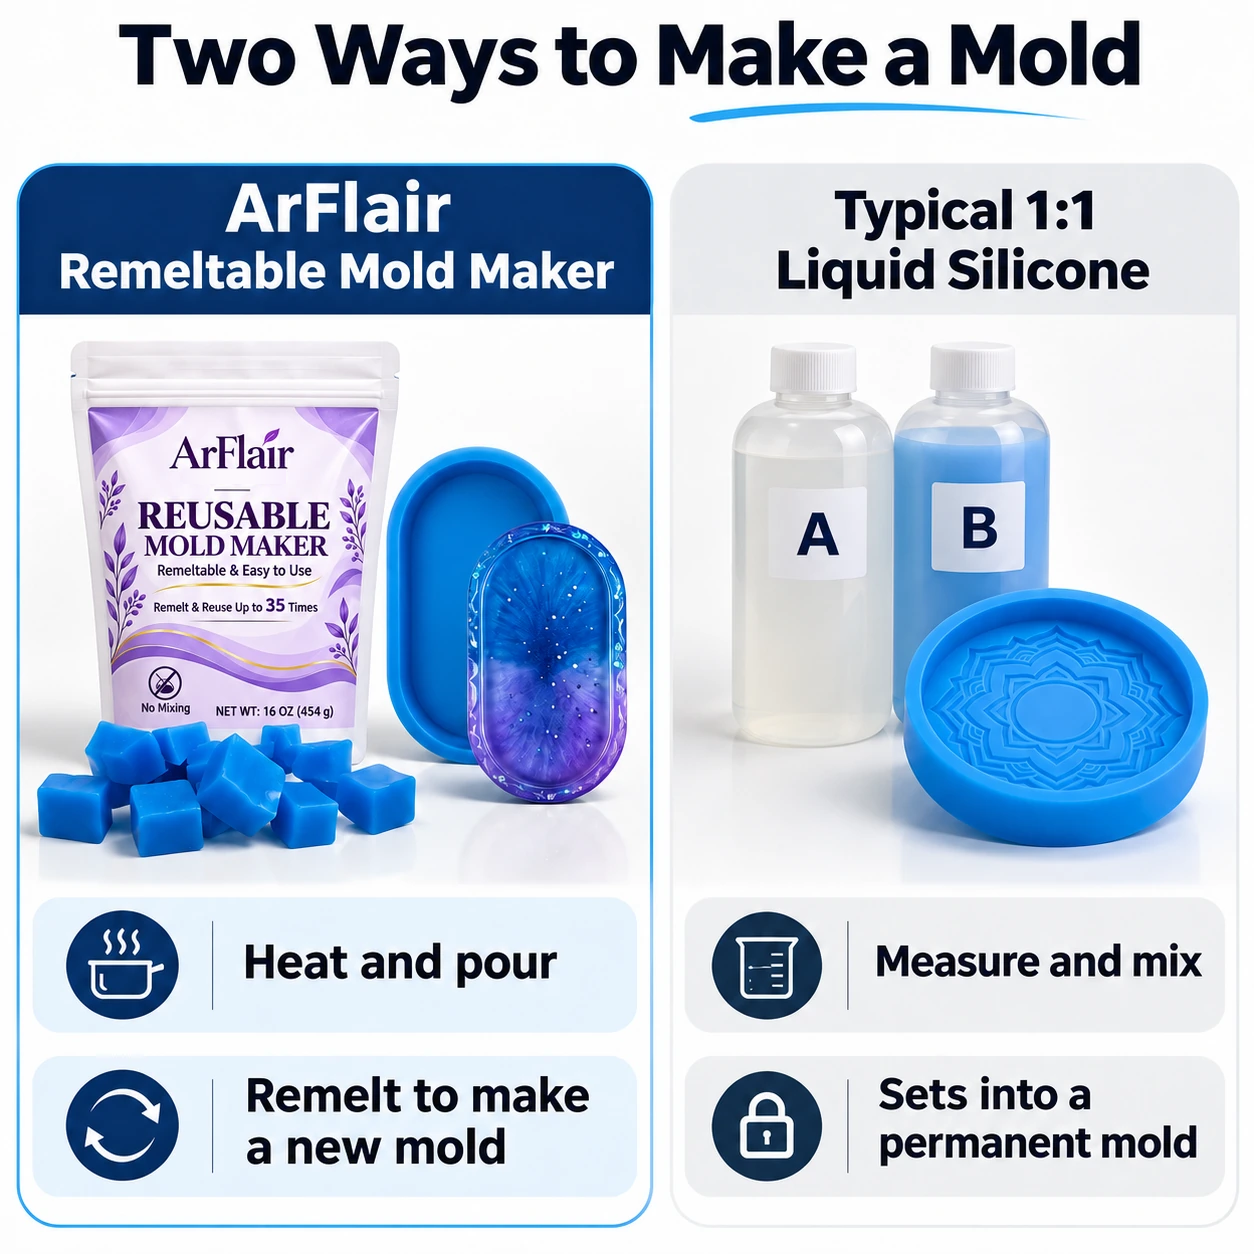 Two Ways to Make a Mold
ArFlair
Remeltable Mold Maker
ArFlair
REUSABLE
MOLD MAKER
Remeltable & Easy to Use
Remelt & Reuse Up to 35 Times
No Mixing
NET WT: 16 OZ (454 g)
Heat and pour
Remelt to make
a new mold
Typical 1:1
Liquid Silicone
A
B
Measure and mix
Sets into a
permanent mold